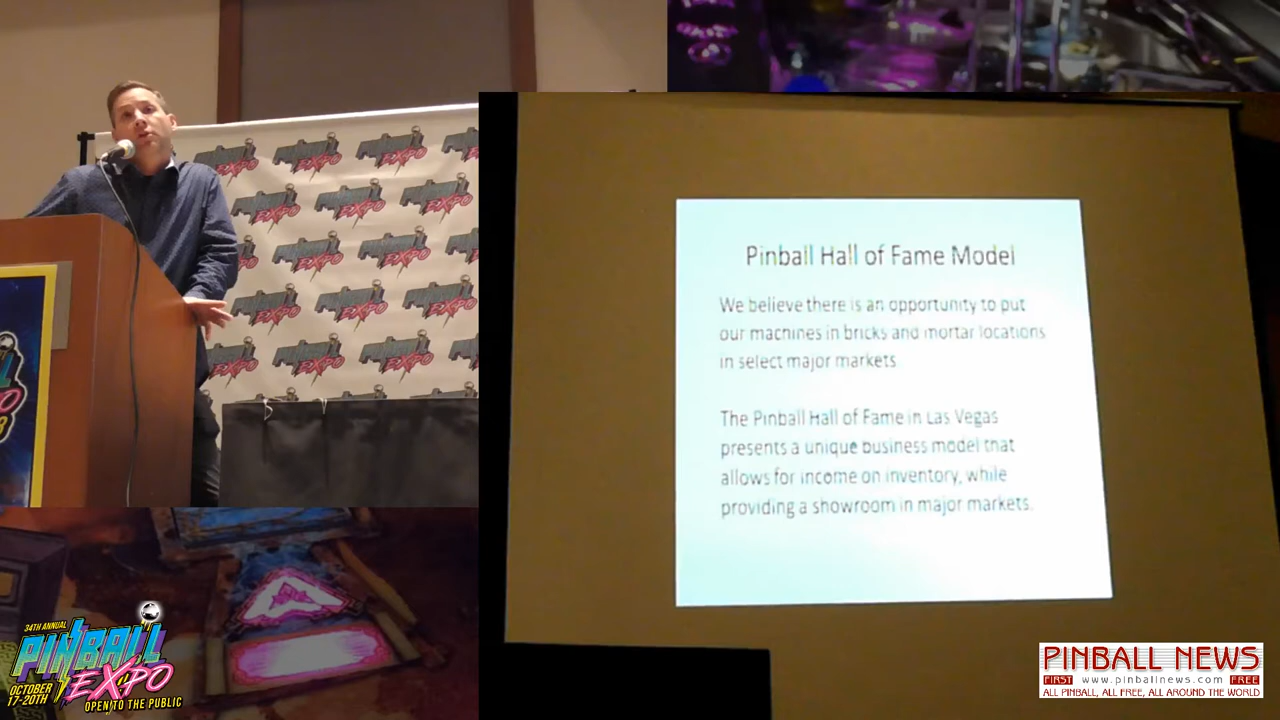 PINBALL
EXPO
Pinball Hall of Fame Model
We believe there is an opportunity to put
our machines in bricks and mortar locations
in select major markets
The Pinball Hall of Fame in Las Vegas
presents a unique business model that
allows for income on inventory, while
providing a showroom in major markets.
34TH ANNUAL
PINBALL
EXPO
OCTOBER
17-20TH
OPEN TO THE PUBLIC
PINBALL NEWS
FIRST www.pinballnews.com FREE
ALL PINBALL, ALL FREE, ALL AROUND THE WORLD